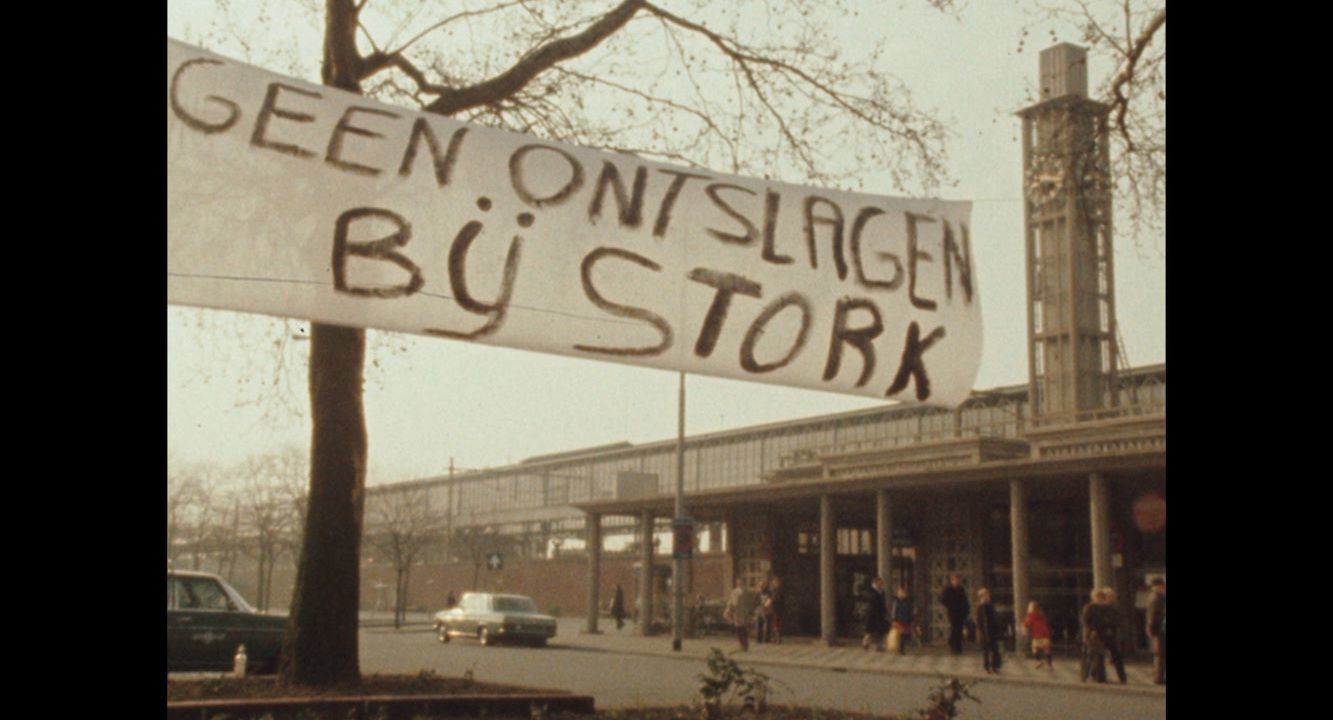 GEEN ONTSLAGEN
BIJ STORK